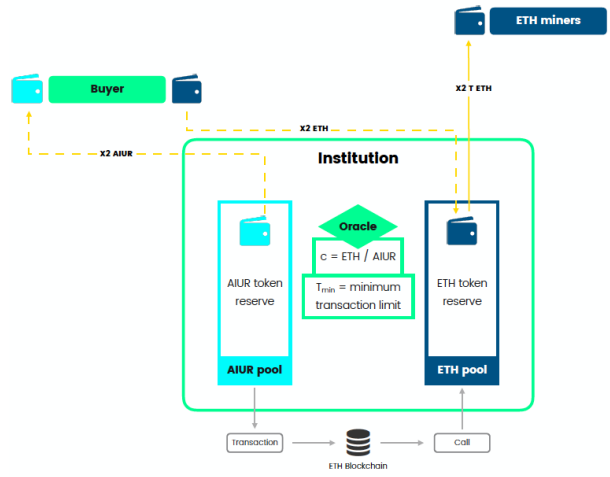 ETH miners
Buyer
X2 T ETH
X2 ETH
X2 AIUR
Institution
Oracle
c = ETH / AIUR
Tmin = minimum
transaction limit
AIUR token
reserve
ETH token
reserve
AIUR pool
ETH pool
Transaction
Call
ETH Blockchain